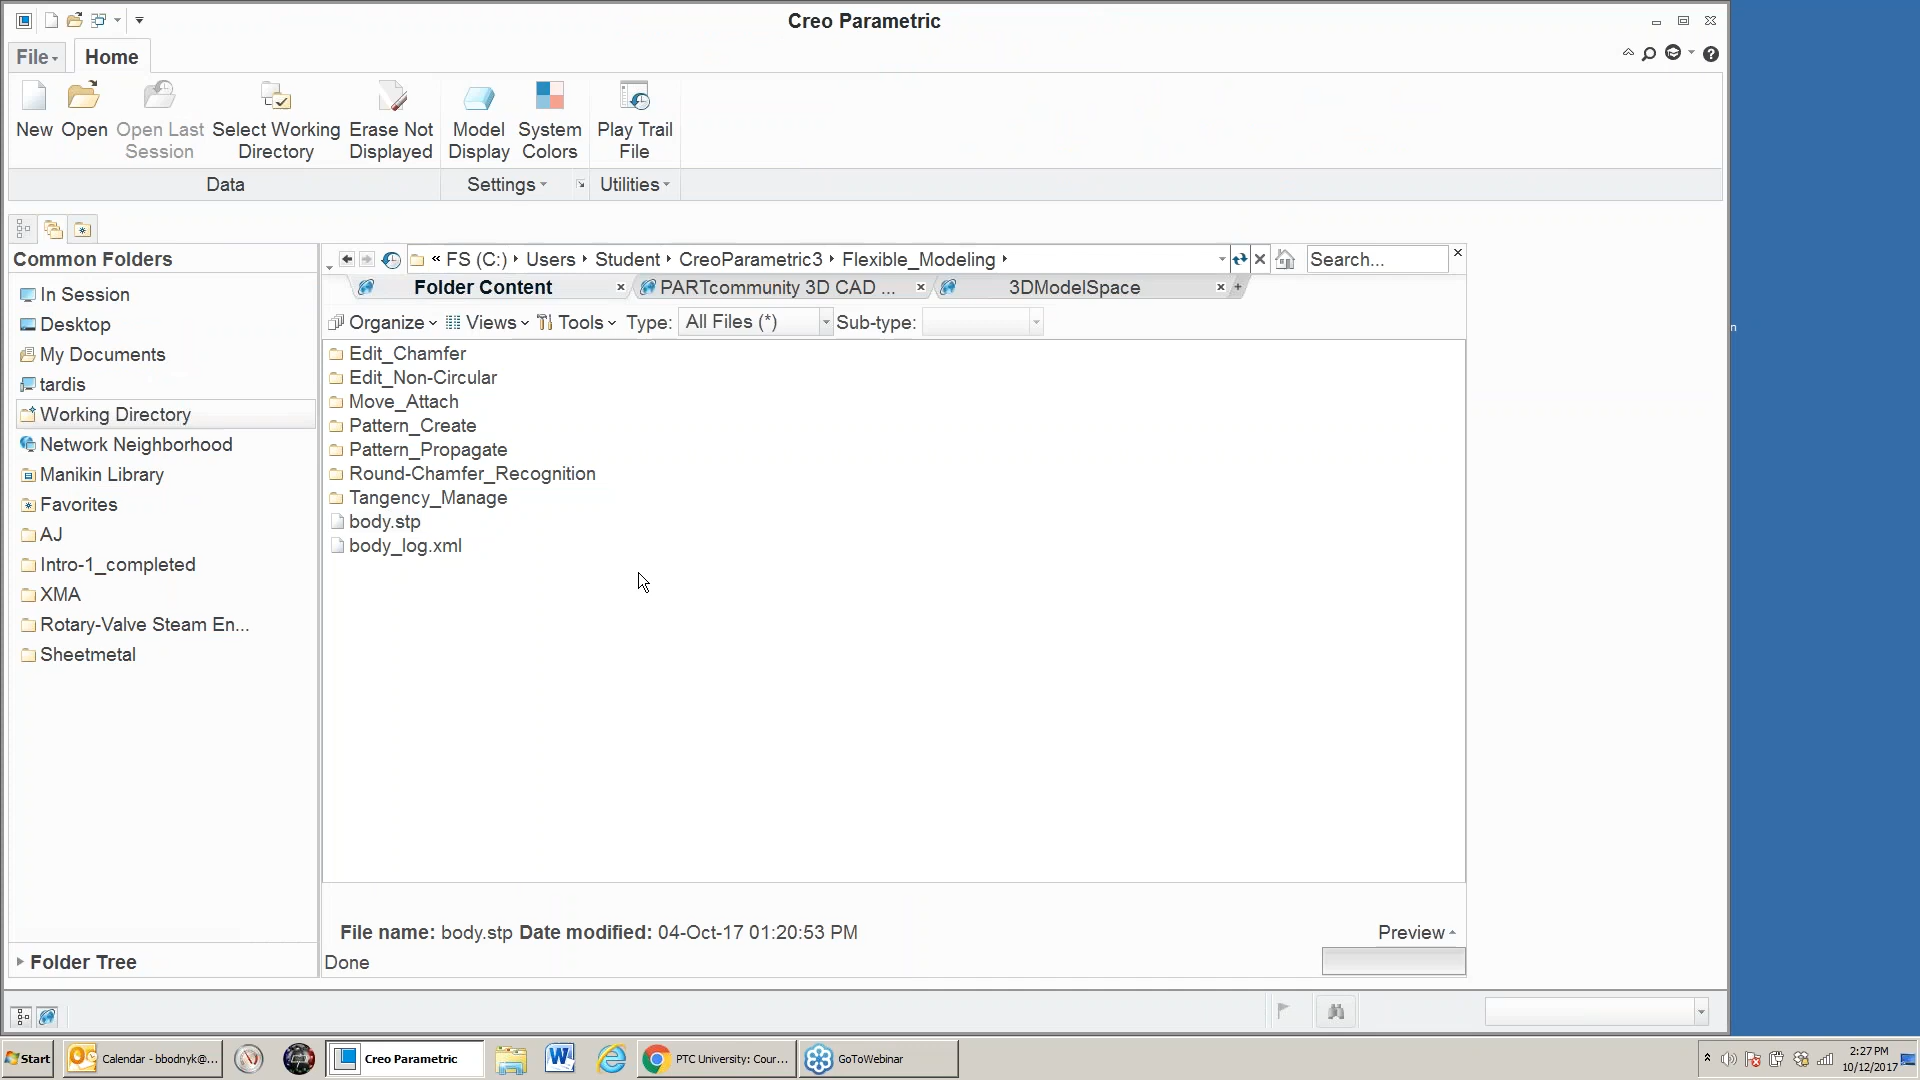 Creo Parametric
File
Home
New
Open
Open Last
Session
Select Working
Directory
Erase Not
Displayed
Model
Display
System
Colors
Play Trail
File
Data
Settings
Utilities
Common Folders
In Session
Desktop
My Documents
tardis
Working Directory
Network Neighborhood
Manikin Library
Favorites
AJ
Intro-1_completed
XMA
Rotary-Valve Steam En...
Sheetmetal
Folder Tree
« FS (C:) Users Student CreoParametric3 Flexible_Modeling
Search...
Folder Content
PARTcommunity 3D CAD ...
3DModelSpace
Organize Views Tools Type: All Files (*) Sub-type:
Edit_Chamfer
Edit_Non-Circular
Move_Attach
Pattern_Create
Pattern_Propagate
Round-Chamfer_Recognition
Tangency_Manage
body.stp
body_log.xml
File name: body.stp Date modified: 04-Oct-17 01:20:53 PM
Preview
Done
n
Start
Calendar - bbodnyk@...
Creo Parametric
PTC University: Cour...
GoToWebinar
2:27 PM
10/12/2017